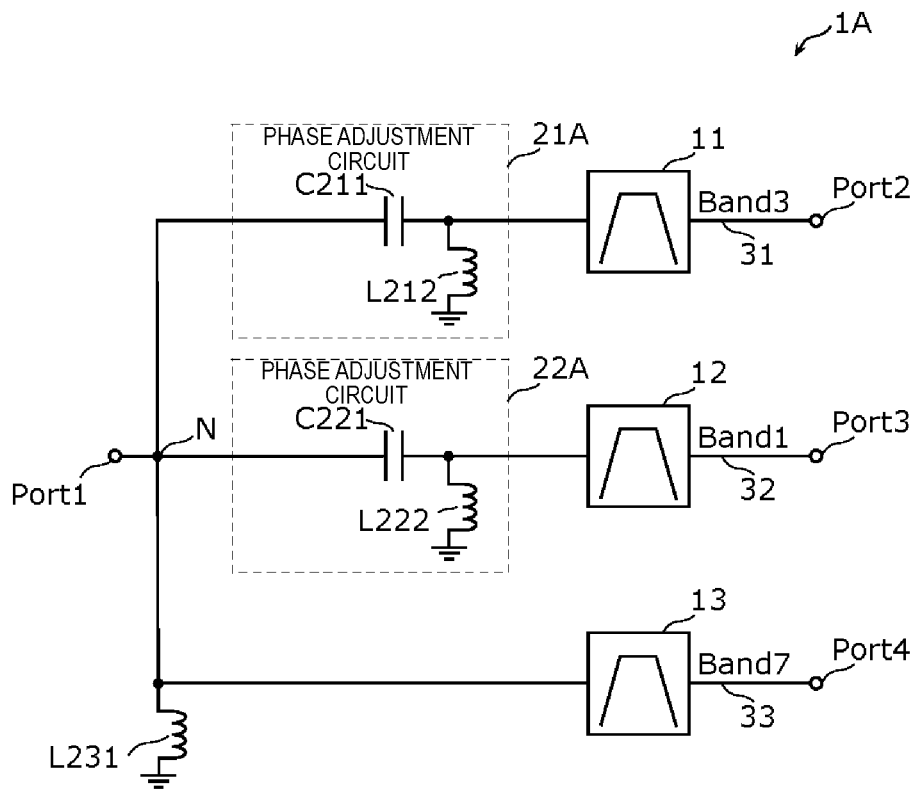 1A
PHASE ADJUSTMENT
CIRCUIT
21A
11
C211
Band3
Port2
31
L212
PHASE ADJUSTMENT
CIRCUIT
22A
12
C221
N
Band1
Port3
Port1
32
L222
13
Band7
Port4
33
L231